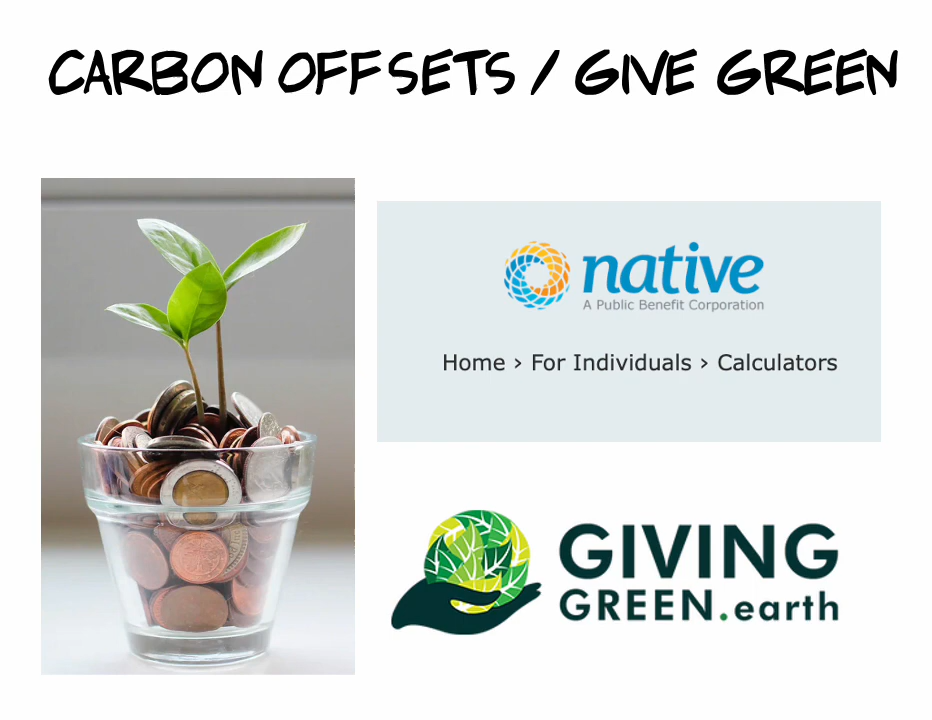 CARBON OFFSETS / GIVE GREEN
native
A Public Benefit Corporation
Home › For Individuals › Calculators
GIVING
GREEN.earth